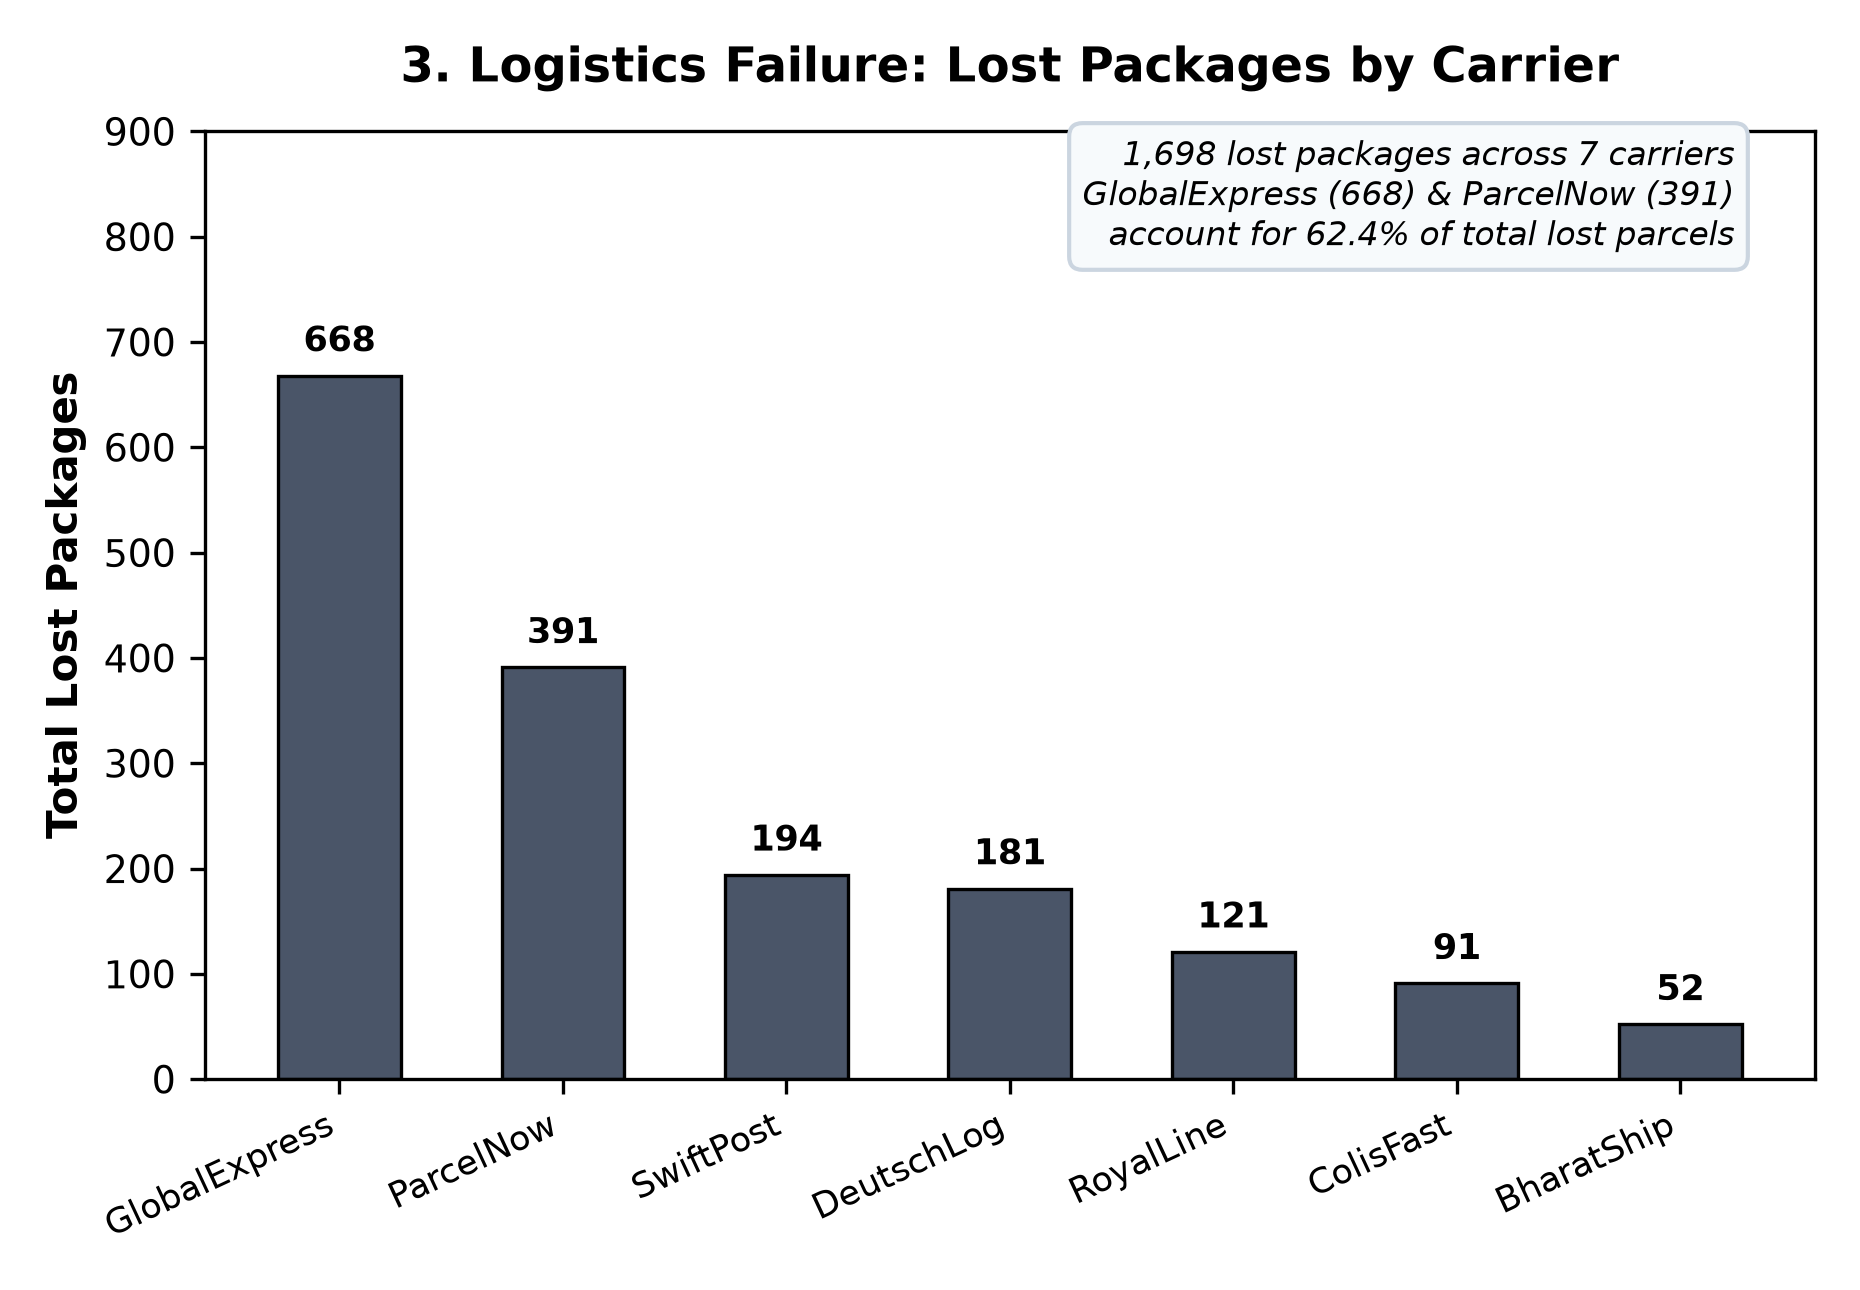 3. Logistics Failure: Lost Packages by Carrier
1,698 lost packages across 7 carriers
GlobalExpress (668) & ParcelNow (391)
account for 62.4% of total lost parcels
Total Lost Packages
900
800
700
600
500
400
300
200
100
0
668
391
194
181
121
91
52
GlobalExpress
ParcelNow
SwiftPost
DeutschLog
RoyalLine
ColisFast
BharatShip